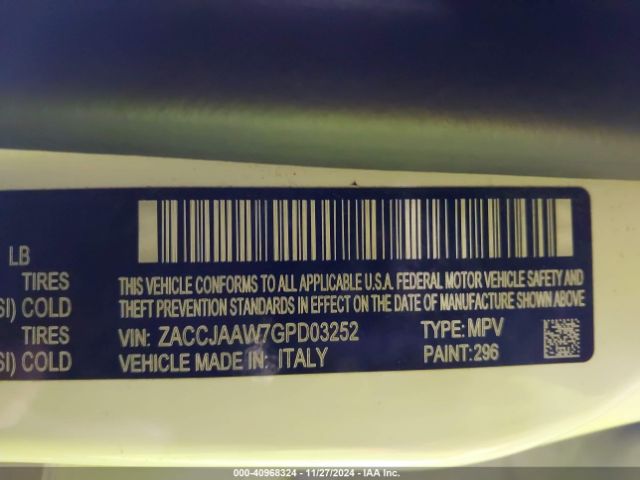 LB
TIRES
SI) COLD
TIRES
SI) COLD
THIS VEHICLE CONFORMS TO ALL APPLICABLE U.S.A. FEDERAL MOTOR VEHICLE SAFETY AND
THEFT PREVENTION STANDARDS IN EFFECT ON THE DATE OF MANUFACTURE SHOWN ABOVE
VIN: ZACCJAAW7GPD03252 TYPE: MPV
VEHICLE MADE IN: ITALY PAINT: 296
000-40968324 | 11/27/2024 - IAA Inc.